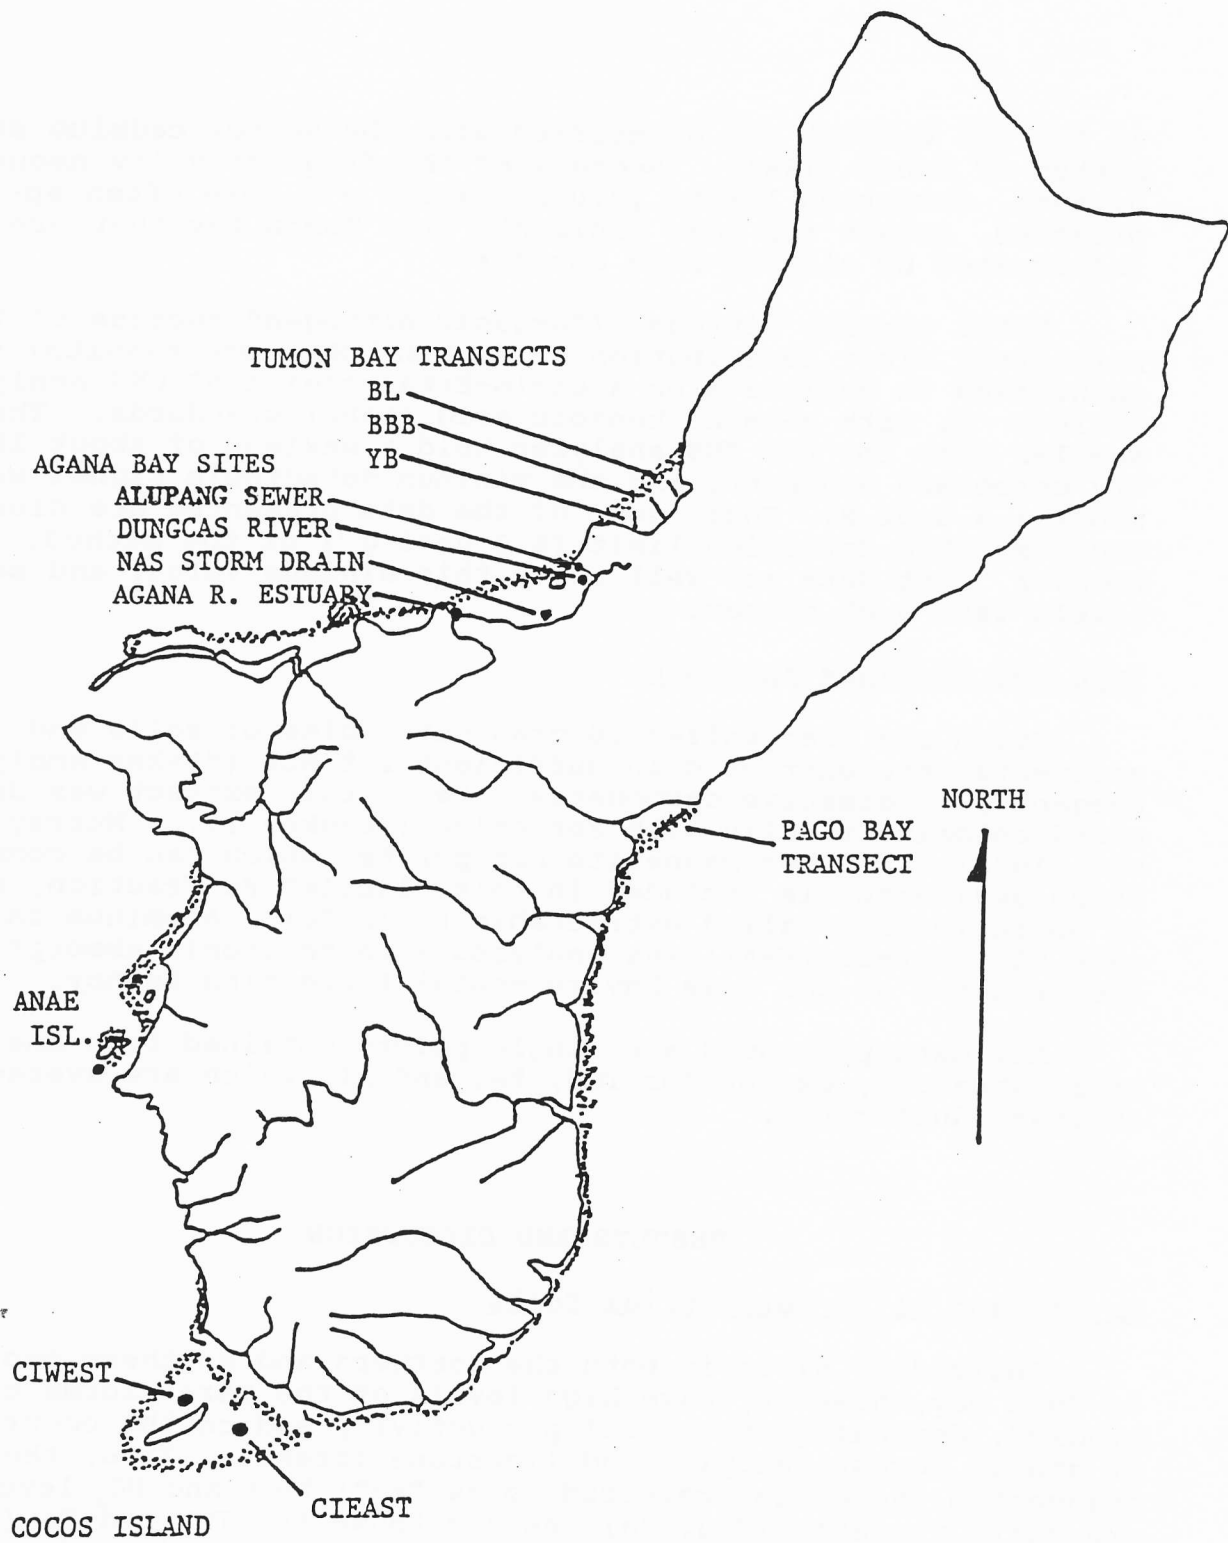 TUMON BAY TRANSECTS
BL
BBB
YB
AGANA BAY SITES
ALUPANG SEWER
DUNGCAS RIVER
NAS STORM DRAIN
AGANA R. ESTUARY
NORTH
PAGO BAY
TRANSECT
ANAE
ISL.
CIWEST
CIEAST
COCOS ISLAND